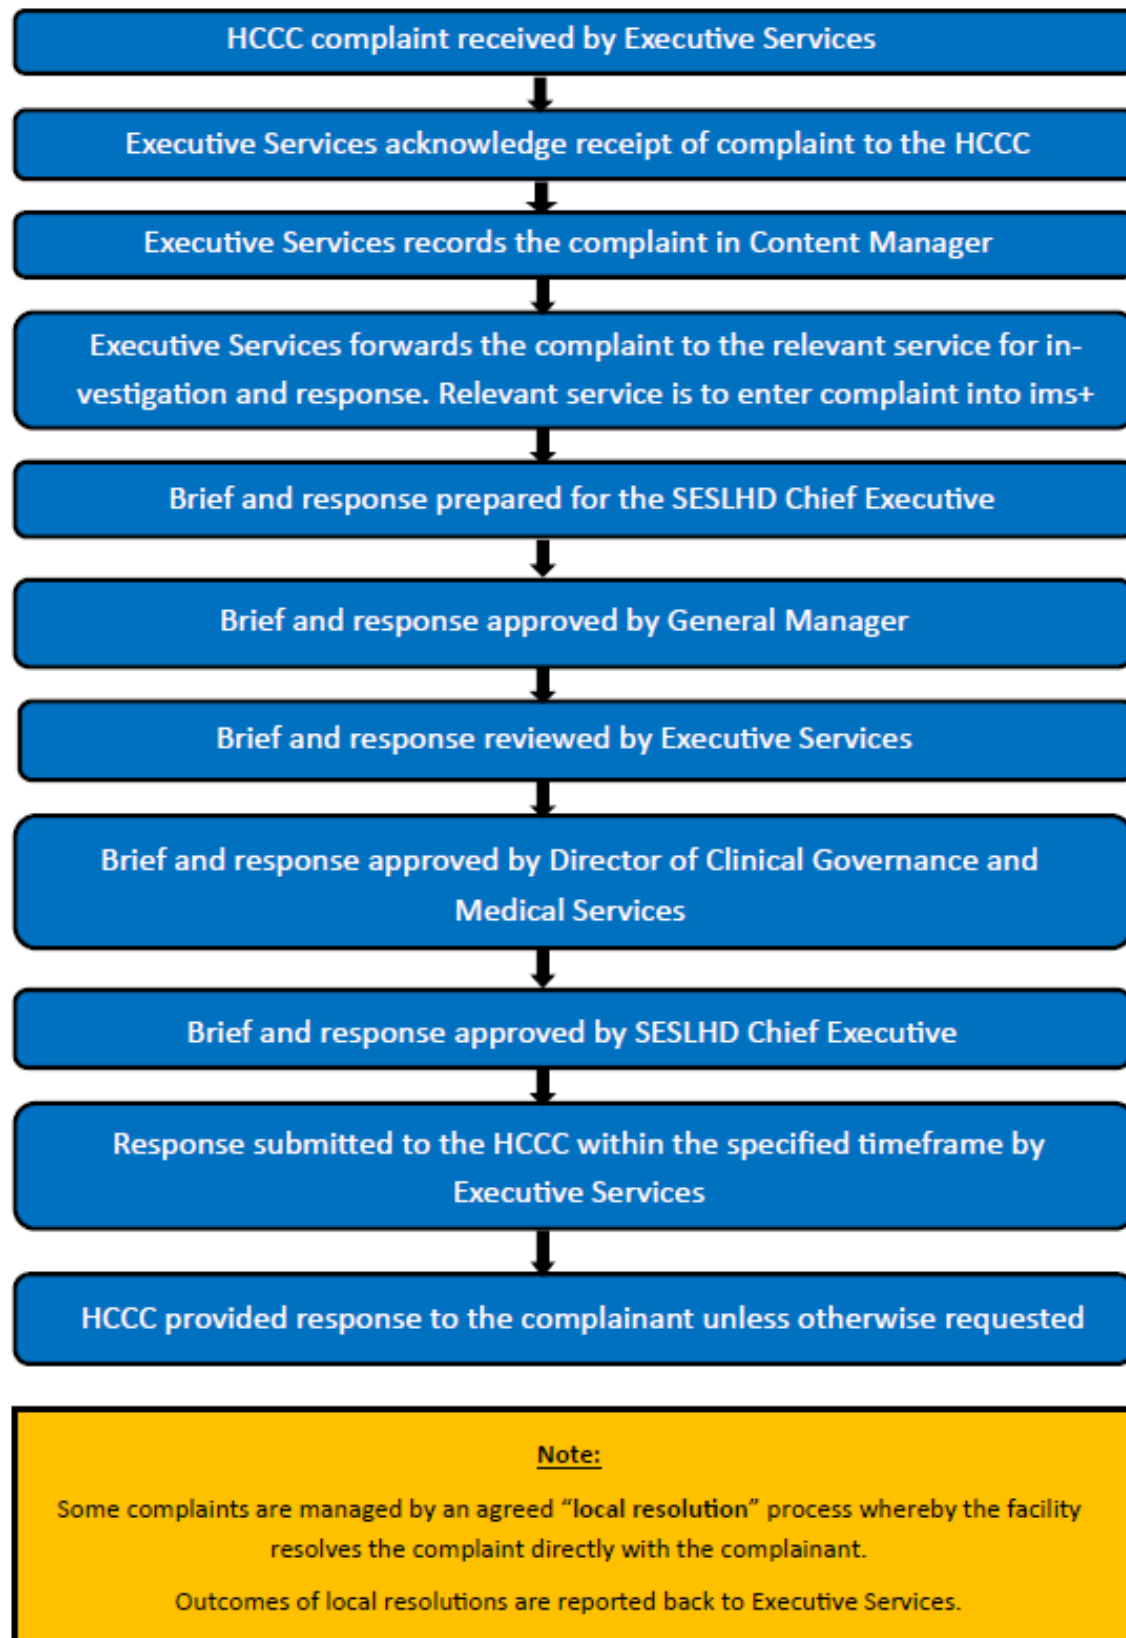 HCCC complaint received by Executive Services
Executive Services acknowledge receipt of complaint to the HCCC
Executive Services records the complaint in Content Manager
Executive Services forwards the complaint to the relevant service for in-
vestigation and response. Relevant service is to enter complaint into ims+
Brief and response prepared for the SESLHD Chief Executive
Brief and response approved by General Manager
Brief and response reviewed by Executive Services
Brief and response approved by Director of Clinical Governance and
Medical Services
Brief and response approved by SESLHD Chief Executive
Response submitted to the HCCC within the specified timeframe by
Executive Services
HCCC provided response to the complainant unless otherwise requested
Note:
Some complaints are managed by an agreed “local resolution” process whereby the facility
resolves the complaint directly with the complainant.
Outcomes of local resolutions are reported back to Executive Services.